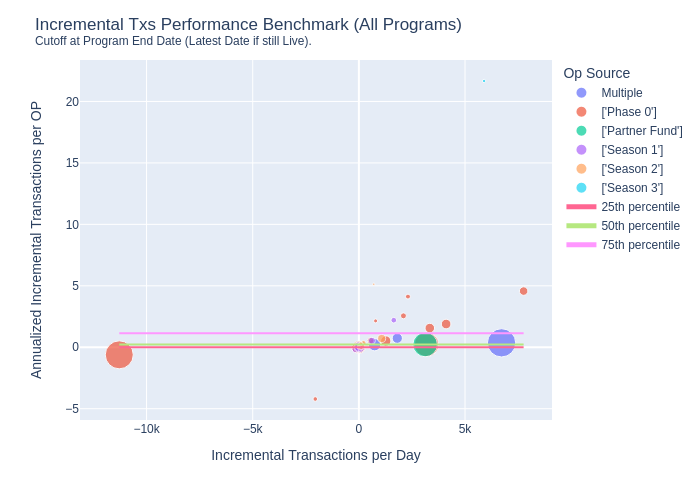 Incremental Txs Performance Benchmark (All Programs)
Cutoff at Program End Date (Latest Date if still Live).
Annualized Incremental Transactions per OP
20
15
10
5
0
−5
−10k
−5k
0
5k
Incremental Transactions per Day
Op Source
Multiple
['Phase 0']
['Partner Fund']
['Season 1']
['Season 2']
['Season 3']
25th percentile
50th percentile
75th percentile